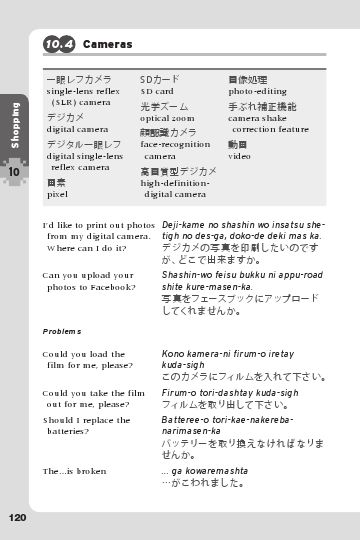 10.4 Cameras
一眼レフカメラ
single-lens reflex
(SLR) camera
デジカメ
digital camera
デジタル一眼レフ
digital single-lens
reflex camera
画素
pixel
SDカード
SD card
光学ズーム
optical zoom
顔認識カメラ
face-recognition
camera
高画質型デジカメ
high-definition-
digital camera
画像処理
photo-editing
手ぶれ補正機能
camera shake
correction feature
動画
video
Shopping
10
I'd like to print out photos
from my digital camera.
Where can I do it?
Deji-kame no shashin wo insatsu she-
tigh no des-ga, doko-de deki mas ka.
デジカメの写真を印刷したいのです
が、どこで出来ますか。
Can you upload your
photos to Facebook?
Shashin-wo feisu bukku ni appu-road
shite kure-masen-ka.
写真をフェースブックにアップロード
してくれませんか。
Problems
Could you load the
film for me, please?
Kono kamera-ni firum-o iretay
kuda-sigh
このカメラにフィルムを入れて下さい。
Could you take the film
out for me, please?
Firum-o tori-dashtay kuda-sigh
フィルムを取り出して下さい。
Should I replace the
batteries?
Batteree-o tori-kae-nakereba-
narimasen-ka
バッテリーを取り換えなければなりま
せんか。
The...is broken
... ga kowaremashta
…がこわれました。
120